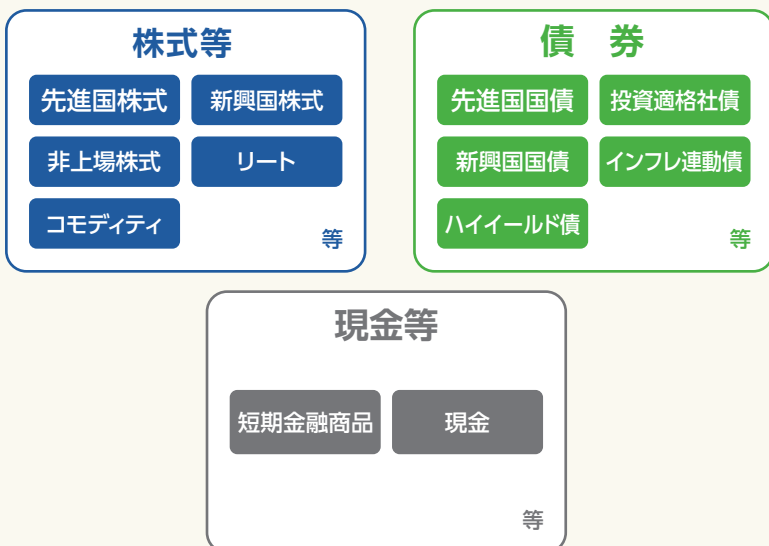 株式等
先進国株式 新興国株式
非上場株式 リート
コモディティ
等
債 券
先進国国債 投資適格社債
新興国国債 インフレ連動債
ハイイールド債
等
現金等
短期金融商品 現金
等